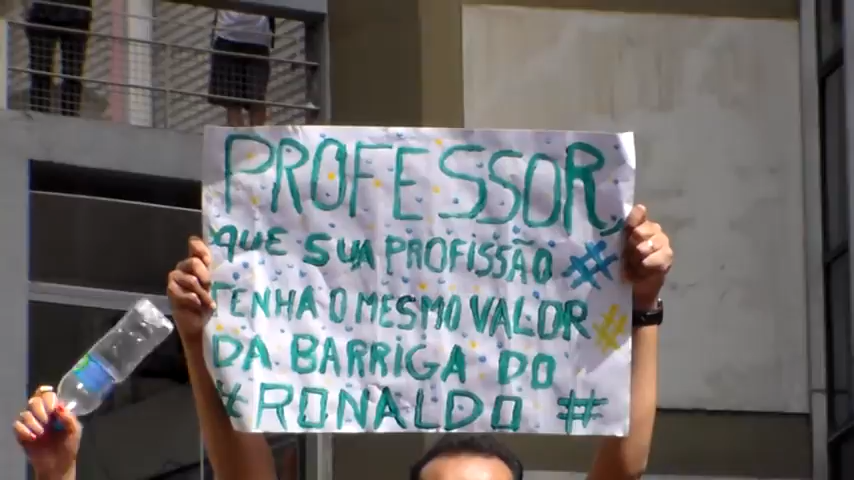 PROFESSOR,
QUE SUA PROFISSÃO #
TENHA O MESMO VALOR #
DA BARRIGA DO
#RONALDO#